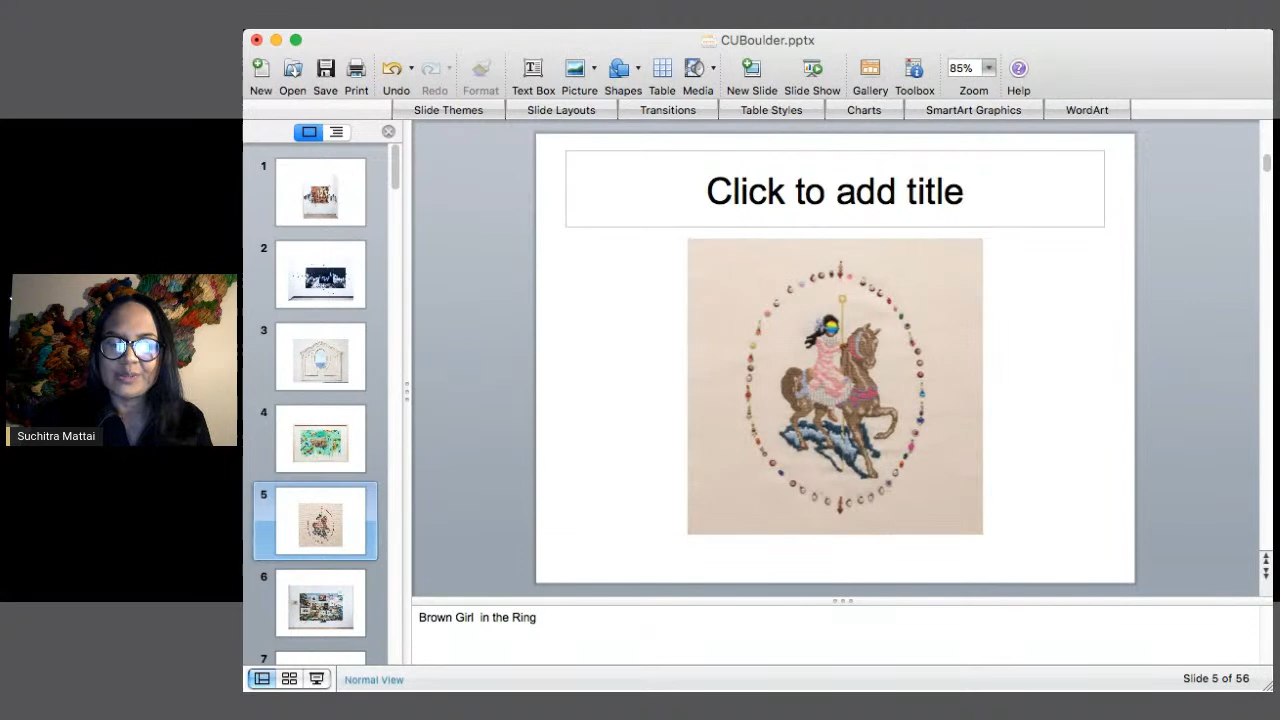 CUBoulder.pptx
New Open Save Print Undo Redo Format Text Box Picture Shapes Table Media New Slide Slide Show Gallery Toolbox Zoom Help
85%
Slide Themes Slide Layouts Transitions Table Styles Charts SmartArt Graphics WordArt
1
2
3
4
5
6
7
Click to add title
Suchitra Mattai
Brown Girl in the Ring
Normal View
Slide 5 of 56